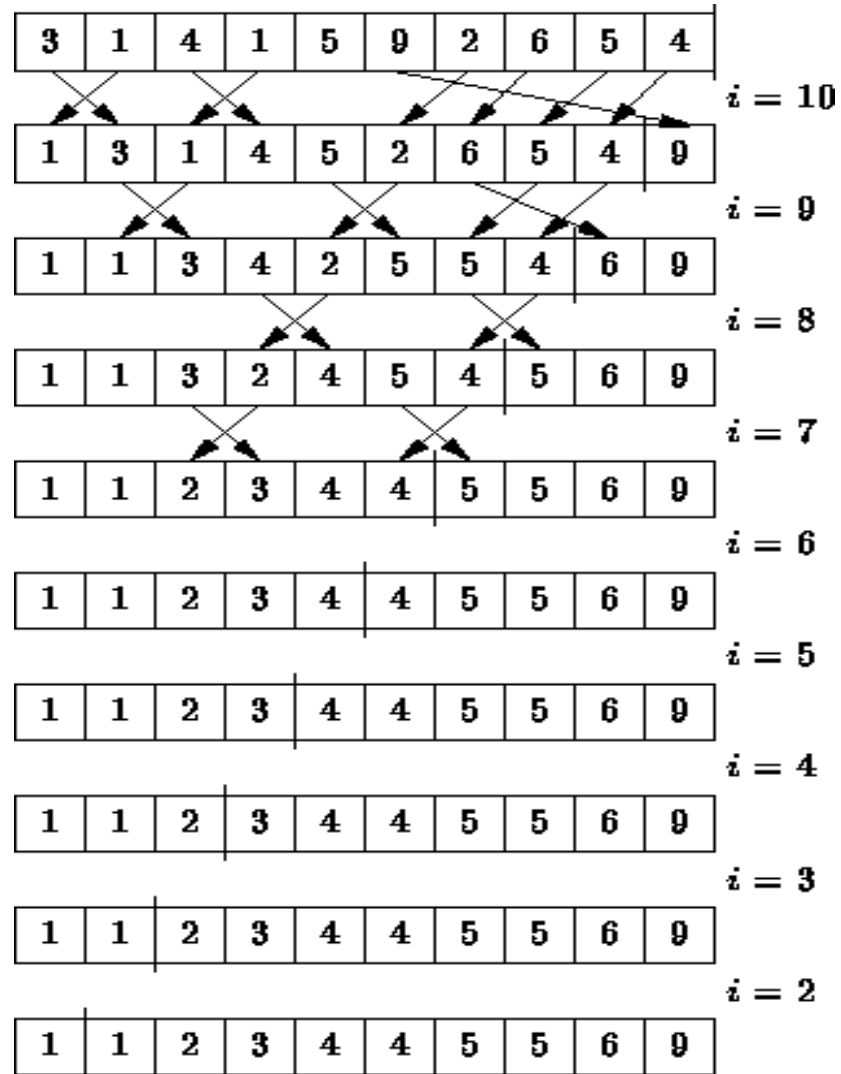 3 1 4 1 5 9 2 6 5 4
i = 10
1 3 1 4 5 2 6 5 4 9
i = 9
1 1 3 4 2 5 5 4 6 9
i = 8
1 1 3 2 4 5 4 5 6 9
i = 7
1 1 2 3 4 4 5 5 6 9
i = 6
1 1 2 3 4 4 5 5 6 9
i = 5
1 1 2 3 4 4 5 5 6 9
i = 4
1 1 2 3 4 4 5 5 6 9
i = 3
1 1 2 3 4 4 5 5 6 9
i = 2
1 1 2 3 4 4 5 5 6 9